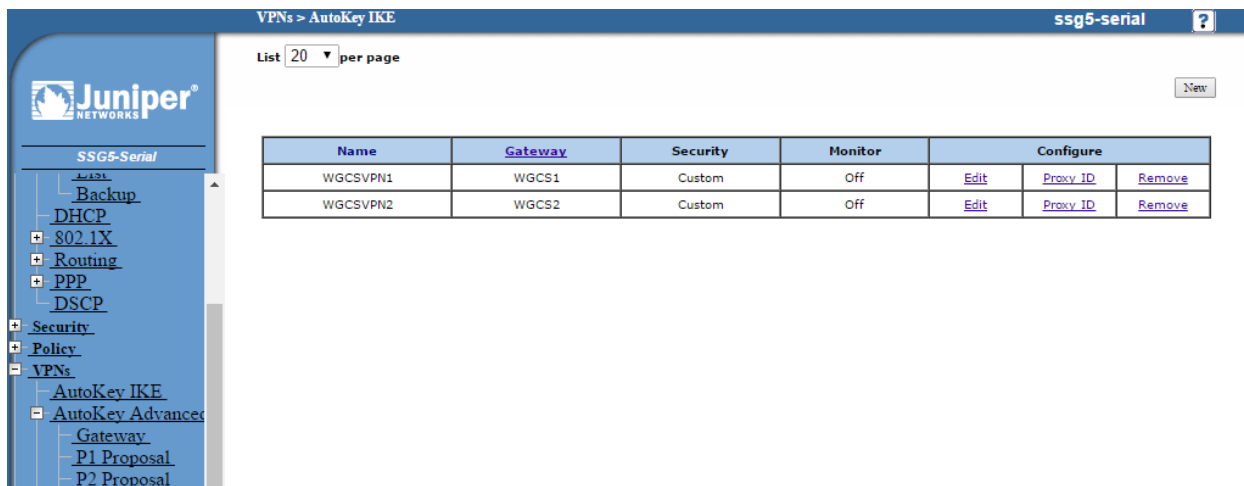 VPNs > AutoKey IKE
ssg5-serial
?
List 20 per page
New
Juniper®
NETWORKS
SSG5-Serial
List
Backup
DHCP
802.1X
Routing
PPP
DSCP
Security
Policy
VPNs
AutoKey IKE
AutoKey Advanced
Gateway
P1 Proposal
P2 Proposal
Name Gateway Security Monitor Configure
WGCSVPN1 WGCS1 Custom Off Edit Proxy ID Remove
WGCSVPN2 WGCS2 Custom Off Edit Proxy ID Remove